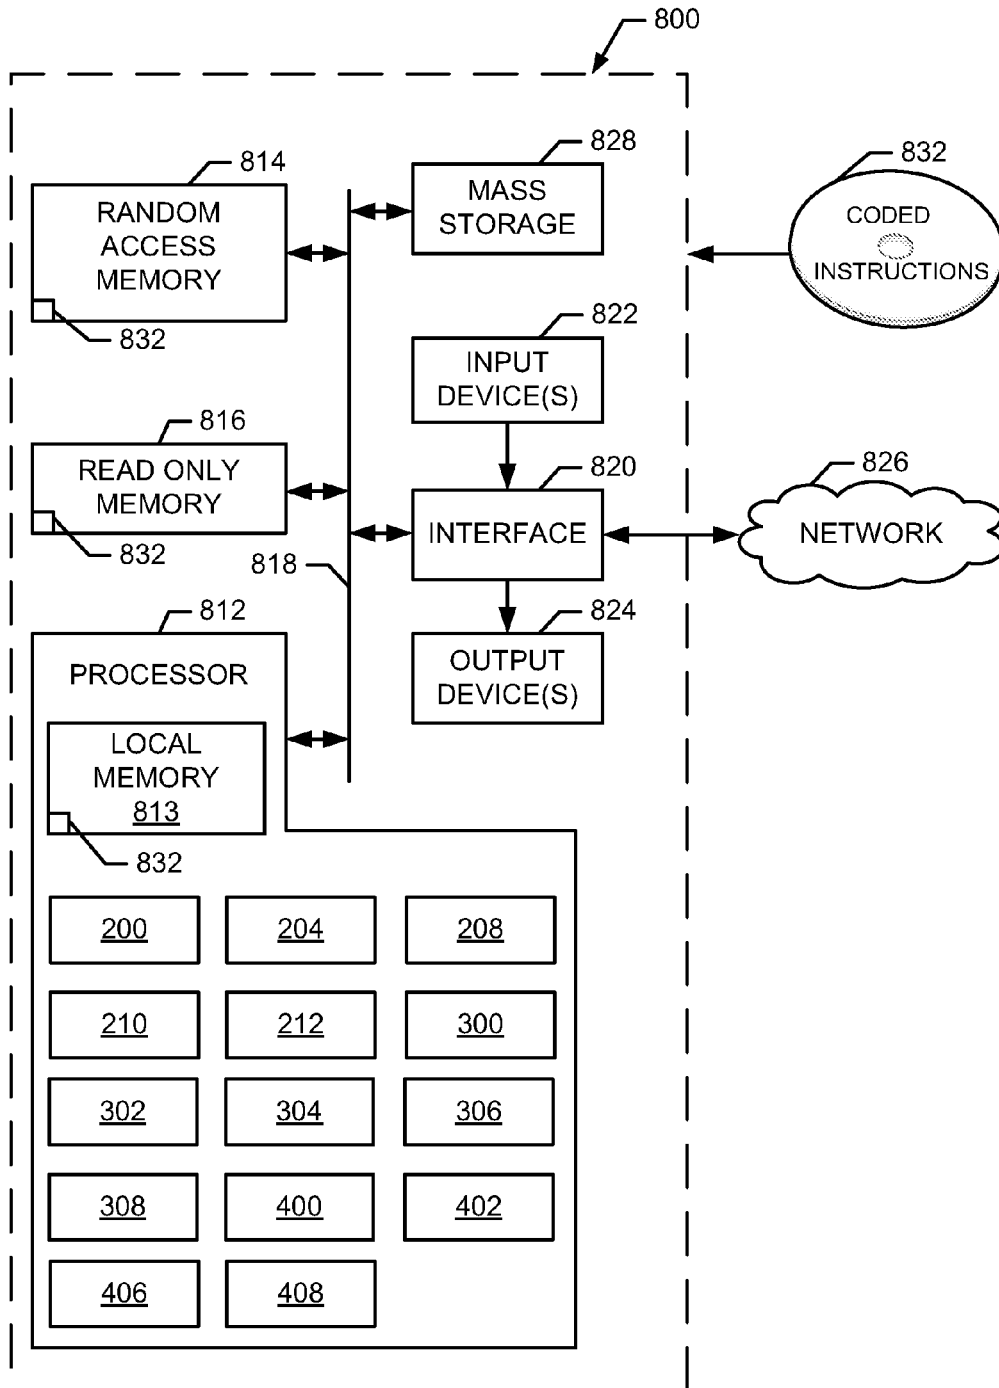 800
814
RANDOM
ACCESS
MEMORY
832
828
MASS
STORAGE
832
CODED
INSTRUCTIONS
822
INPUT
DEVICE(S)
816
READ ONLY
MEMORY
832
820
INTERFACE
826
NETWORK
818
824
OUTPUT
DEVICE(S)
812
PROCESSOR
LOCAL
MEMORY
813
832
200 204 208
210 212 300
302 304 306
308 400 402
406 408